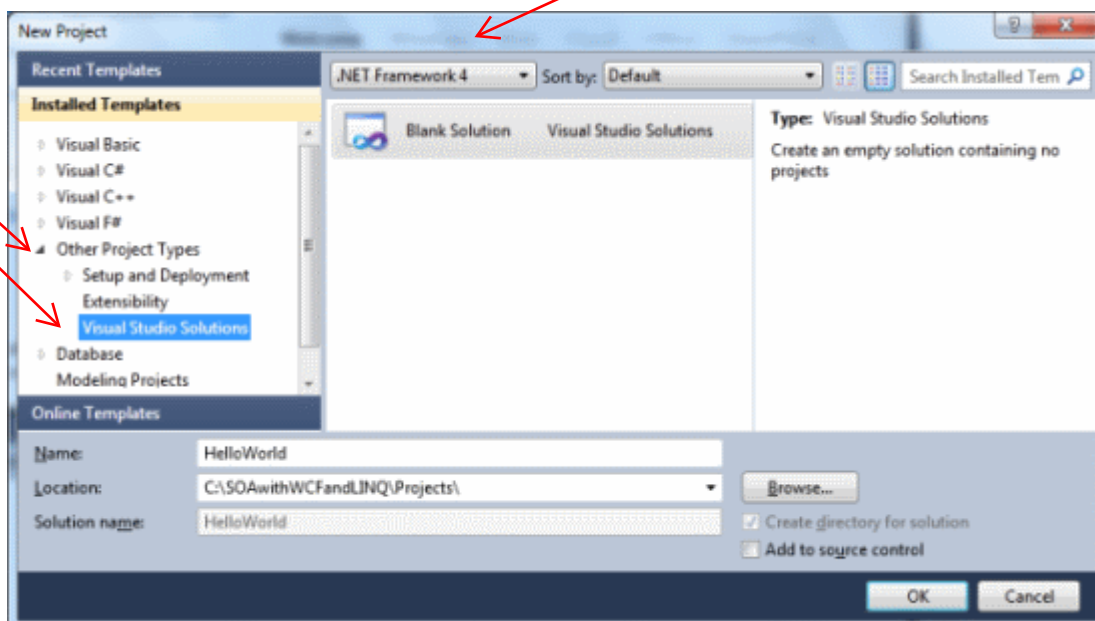 New Project
Recent Templates
.NET Framework 4 Sort by: Default Search Installed Tem
Installed Templates
Visual Basic
Visual C#
Visual C++
Visual F#
Other Project Types
Setup and Deployment
Extensibility
Visual Studio Solutions
Database
Modeling Projects
Online Templates
Blank Solution Visual Studio Solutions
Type: Visual Studio Solutions
Create an empty solution containing no
projects
Name: HelloWorld
Location: C:\SOAwithWCFandLINQ\Projects\ Browse...
Solution name: HelloWorld Create directory for solution
Add to source control
OK Cancel